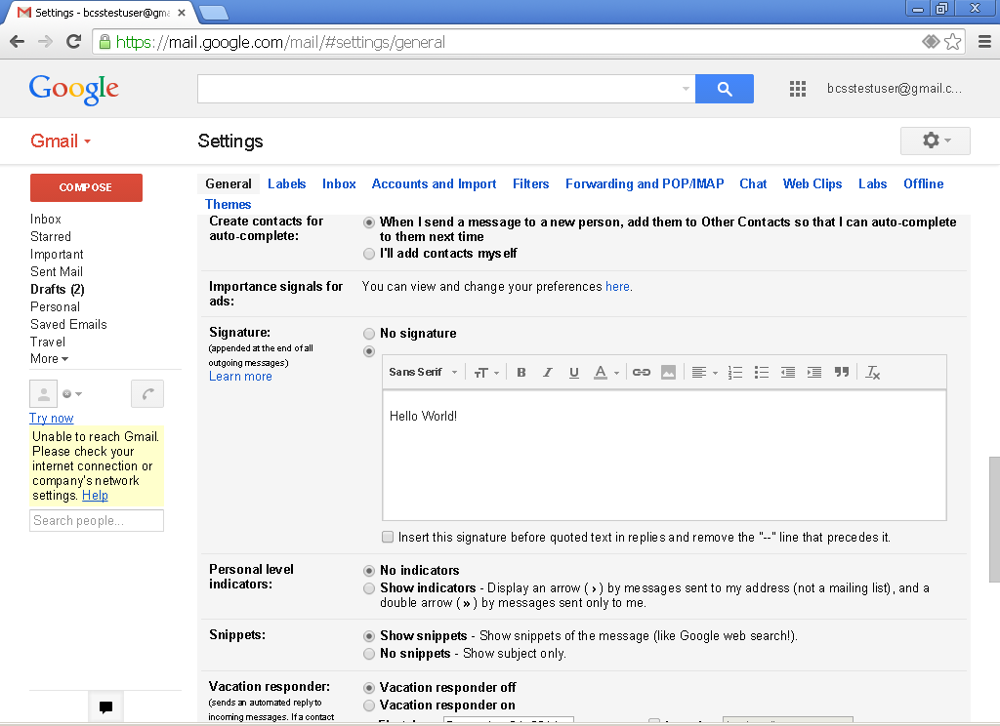 Settings - bcsstestuser@gma
https://mail.google.com/mail/#settings/general
Google
bcsstestuser@gmail.c...
Gmail
Settings
COMPOSE
General Labels Inbox Accounts and Import Filters Forwarding and POP/IMAP Chat Web Clips Labs Offline
Themes
Inbox
Starred
Important
Sent Mail
Drafts (2)
Personal
Saved Emails
Travel
More
Try now
Unable to reach Gmail.
Please check your
internet connection or
company's network
settings. Help
Search people...
Create contacts for
auto-complete:
When I send a message to a new person, add them to Other Contacts so that I can auto-complete
to them next time
I'll add contacts myself
Importance signals for
ads:
You can view and change your preferences here.
Signature:
(appended at the end of all
outgoing messages)
Learn more
No signature
Sans Serif
Hello World!
Insert this signature before quoted text in replies and remove the "--" line that precedes it.
Personal level
indicators:
No indicators
Show indicators - Display an arrow ( › ) by messages sent to my address (not a mailing list), and a
double arrow ( » ) by messages sent only to me.
Snippets:
Show snippets - Show snippets of the message (like Google web search!).
No snippets - Show subject only.
Vacation responder:
(sends an automated reply to
incoming messages. If a contact
Vacation responder off
Vacation responder on